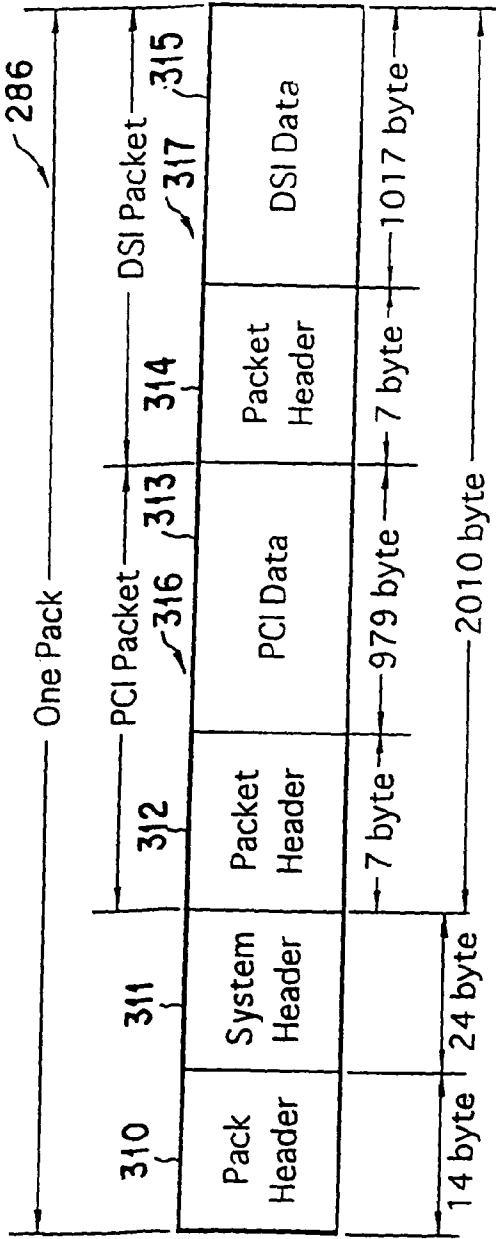 286
One Pack
PCI Packet
DSI Packet
310
311
312
316
313
314
317
315
Pack
Header
System
Header
Packet
Header
PCI Data
Packet
Header
DSI Data
14 byte
24 byte
7 byte
979 byte
7 byte
1017 byte
2010 byte